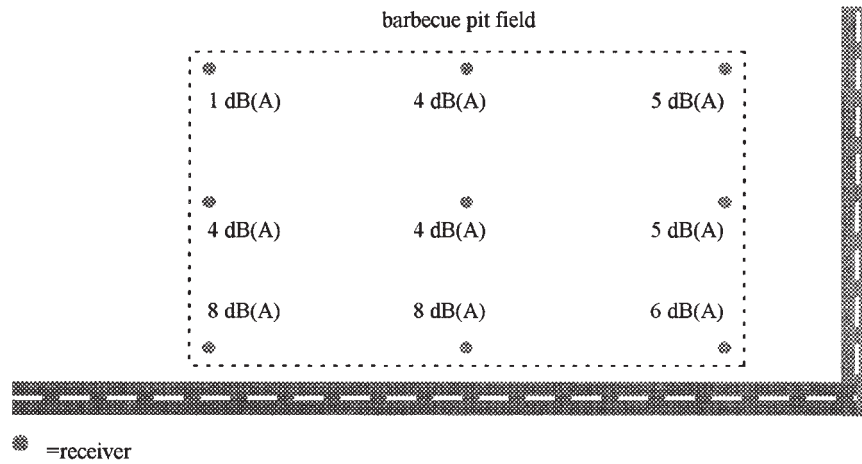 barbecue pit field
1 dB(A) 4 dB(A) 5 dB(A)
4 dB(A) 4 dB(A) 5 dB(A)
8 dB(A) 8 dB(A) 6 dB(A)
=receiver